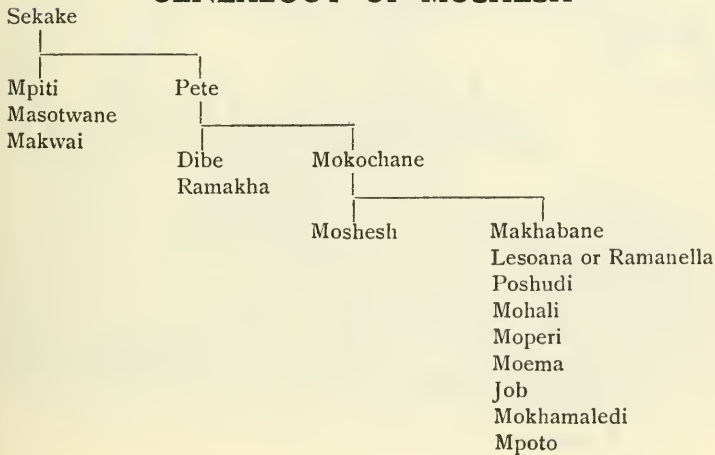 GENEALOGY OF MOSHESH
Sekake
Mpiti Pete
Masotwane
Makwai
Dibe Mokochane
Ramakha
Moshesh Makhabane
Lesoana or Ramanella
Poshudi
Mohali
Moperi
Moema
Job
Mokhamaledi
Mpoto